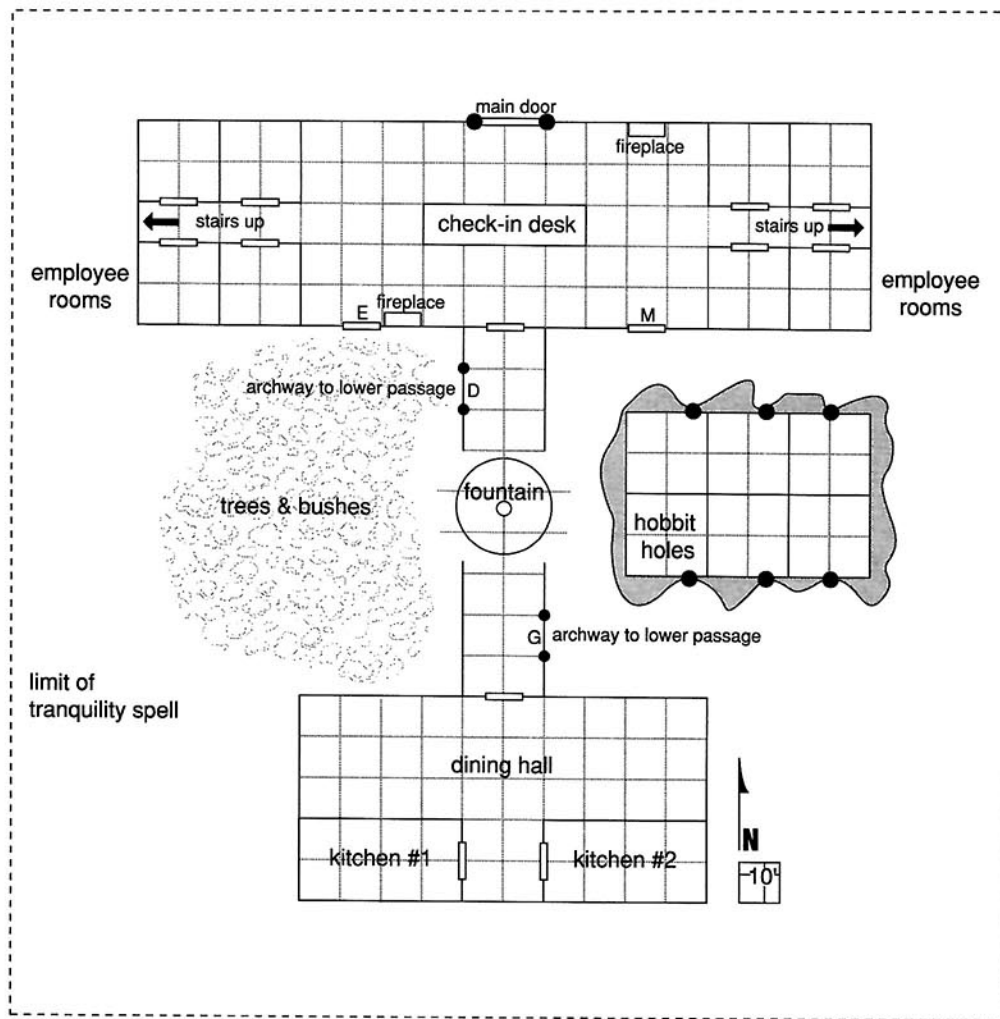 main door
fireplace
stairs up
check-in desk
stairs up
employee
rooms
employee
rooms
E
fireplace
M
archway to lower passage
D
fountain
trees & bushes
hobbit
holes
G
archway to lower passage
limit of
tranquility spell
dining hall
kitchen #1
kitchen #2
N
10'